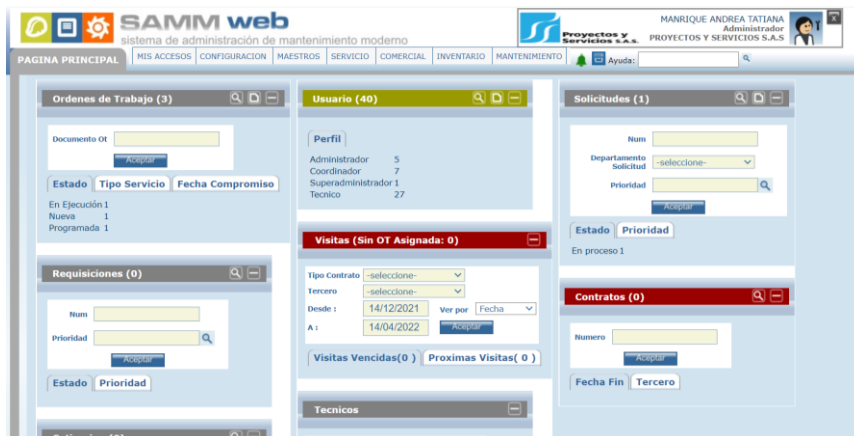 SAMM web
sistema de administración de mantenimiento moderno
Proyectos y
Servicios S.A.S.
MANRIQUE ANDREA TATIANA
Administrador
PROYECTOS Y SERVICIOS S.A.S
X
PAGINA PRINCIPAL
MIS ACCESOS
CONFIGURACION
MAESTROS
SERVICIO
COMERCIAL
INVENTARIO
MANTENIMIENTO
Ayuda:
Ordenes de Trabajo (3)
Documento Ot
Aceptar
Estado Tipo Servicio Fecha Compromiso
En Ejecución 1
Nueva 1
Programada 1
Requisiciones (0)
Num
Prioridad
Aceptar
Estado Prioridad
Usuario (40)
Perfil
Administrador 5
Coordinador 7
Superadministrador 1
Tecnico 27
Visitas (Sin OT Asignada: 0)
Tipo Contrato -seleccione-
Tercero -seleccione-
Desde : 14/12/2021 Ver por Fecha
A : 14/04/2022 Aceptar
Visitas Vencidas(0 ) Proximas Visitas( 0 )
Tecnicos
Solicitudes (1)
Num
Departamento
Solicitud -seleccione-
Prioridad
Aceptar
Estado Prioridad
En proceso 1
Contratos (0)
Numero
Aceptar
Fecha Fin Tercero